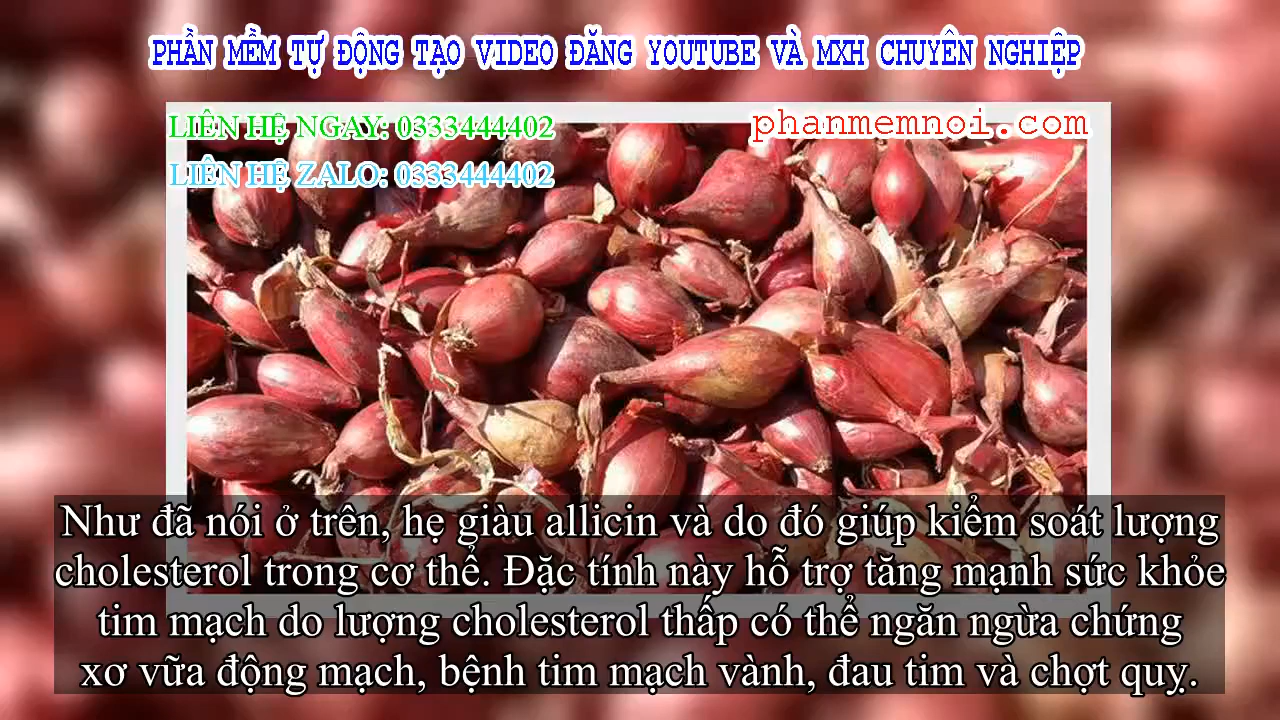 PHẦN MỀM TỰ ĐỘNG TẠO VIDEO ĐĂNG YOUTUBE VÀ MXH CHUYÊN NGHIỆP
LIÊN HỆ NGAY: 0333444402
phanmemnoi.com
LIÊN HỆ ZALO: 0333444402
Như đã nói ở trên, hẹ giàu allicin và do đó giúp kiểm soát lượng
cholesterol trong cơ thể. Đặc tính này hỗ trợ tăng mạnh sức khỏe
tim mạch do lượng cholesterol thấp có thể ngăn ngừa chứng
xơ vữa động mạch, bệnh tim mạch vành, đau tim và chợt quỵ.